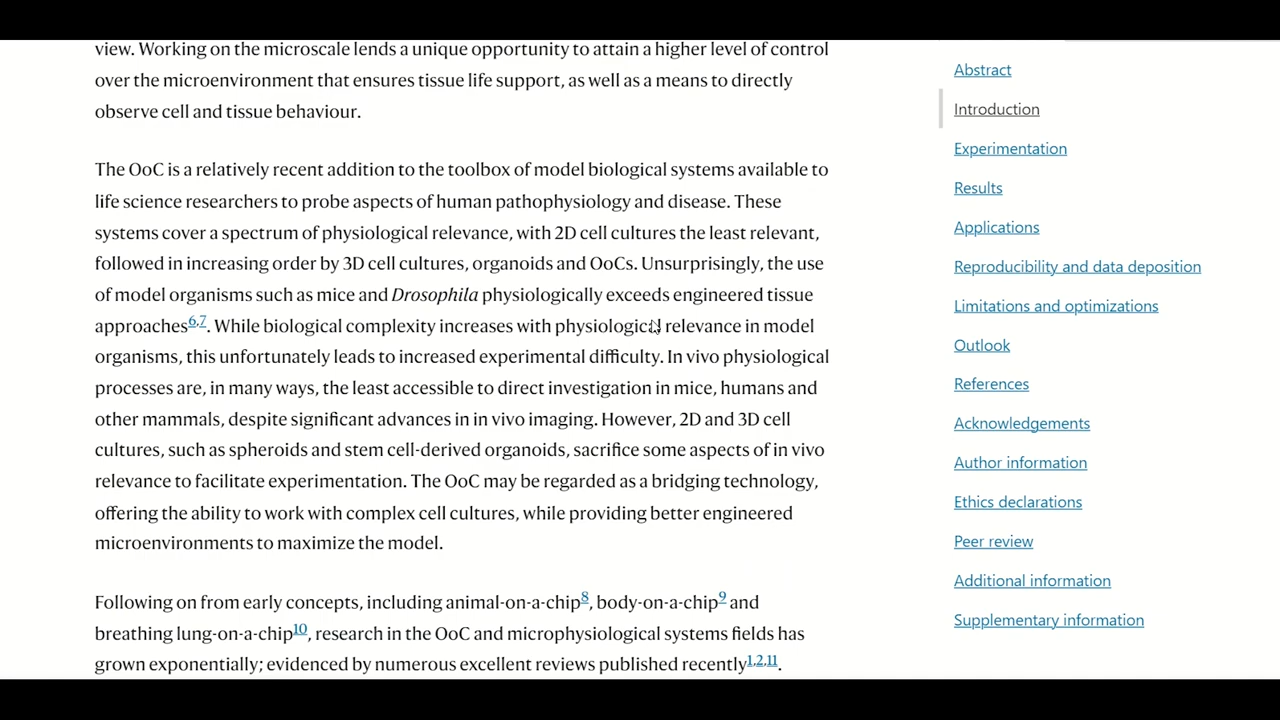 view. Working on the microscale lends a unique opportunity to attain a higher level of control
over the microenvironment that ensures tissue life support, as well as a means to directly
observe cell and tissue behaviour.
The OoC is a relatively recent addition to the toolbox of model biological systems available to
life science researchers to probe aspects of human pathophysiology and disease. These
systems cover a spectrum of physiological relevance, with 2D cell cultures the least relevant,
followed in increasing order by 3D cell cultures, organoids and OoCs. Unsurprisingly, the use
of model organisms such as mice and Drosophila physiologically exceeds engineered tissue
approaches6,7. While biological complexity increases with physiological relevance in model
organisms, this unfortunately leads to increased experimental difficulty. In vivo physiological
processes are, in many ways, the least accessible to direct investigation in mice, humans and
other mammals, despite significant advances in in vivo imaging. However, 2D and 3D cell
cultures, such as spheroids and stem cell-derived organoids, sacrifice some aspects of in vivo
relevance to facilitate experimentation. The OoC may be regarded as a bridging technology,
offering the ability to work with complex cell cultures, while providing better engineered
microenvironments to maximize the model.
Following on from early concepts, including animal-on-a-chip8, body-on-a-chip9 and
breathing lung-on-a-chip10, research in the OoC and microphysiological systems fields has
grown exponentially; evidenced by numerous excellent reviews published recently1,2,11.
Abstract
Introduction
Experimentation
Results
Applications
Reproducibility and data deposition
Limitations and optimizations
Outlook
References
Acknowledgements
Author information
Ethics declarations
Peer review
Additional information
Supplementary information